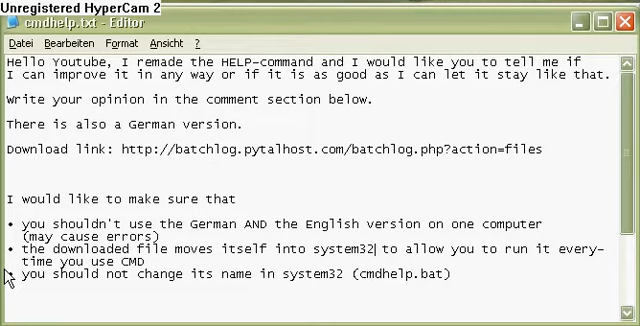 Unregistered HyperCam 2
cmdhelp.txt - Editor
Datei Bearbeiten Format Ansicht ?
Hello Youtube, I remade the HELP-command and I would like you to tell me if
I can improve it in any way or if it is as good as I can let it stay like that.
Write your opinion in the comment section below.
There is also a German version.
Download link: http://batchlog.pytalhost.com/batchlog.php?action=files
I would like to make sure that
• you shouldn't use the German AND the English version on one computer
(may cause errors)
• the downloaded file moves itself into system32 to allow you to run it every-
time you use CMD
• you should not change its name in system32 (cmdhelp.bat)